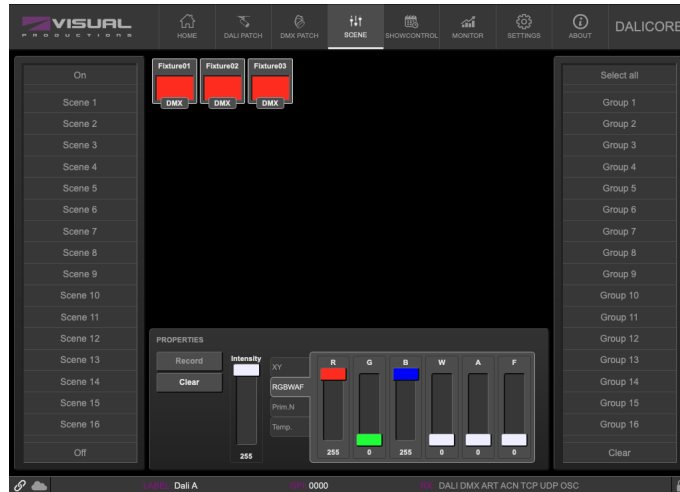 VISUAL
PRODUCTIONS
HOME
DALI PATCH
DMX PATCH
SCENE
SHOWCONTROL
MONITOR
SETTINGS
ABOUT
DALICORE
On
Scene 1
Scene 2
Scene 3
Scene 4
Scene 5
Scene 6
Scene 7
Scene 8
Scene 9
Scene 10
Scene 11
Scene 12
Scene 13
Scene 14
Scene 15
Scene 16
Off
Fixture01
DMX
Fixture02
DMX
Fixture03
DMX
PROPERTIES
Record
Clear
Intensity
255
XY
RGBWAF
Prim.N
Temp.
R G B W A F
255 0 255 0 0 0
Select all
Group 1
Group 2
Group 3
Group 4
Group 5
Group 6
Group 7
Group 8
Group 9
Group 10
Group 11
Group 12
Group 13
Group 14
Group 15
Group 16
Clear
LABEL: Dali A
GPI: 0000
RX: DALI DMX ART ACN TCP UDP OSC